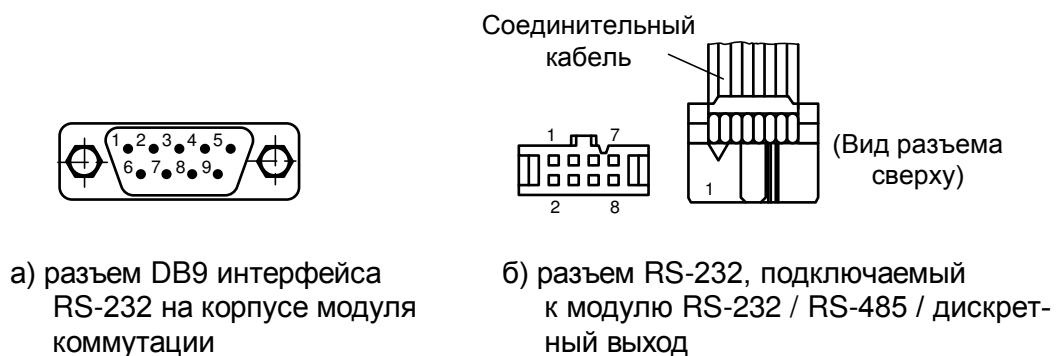 Соединительный
кабель
1 2 3 4 5
6 7 8 9
1 7
2 8
1
(Вид разъема
сверху)
а) разъем DB9 интерфейса
RS-232 на корпусе модуля
коммутации
б) разъем RS-232, подключаемый
к модулю RS-232 / RS-485 / дискрет-
ный выход